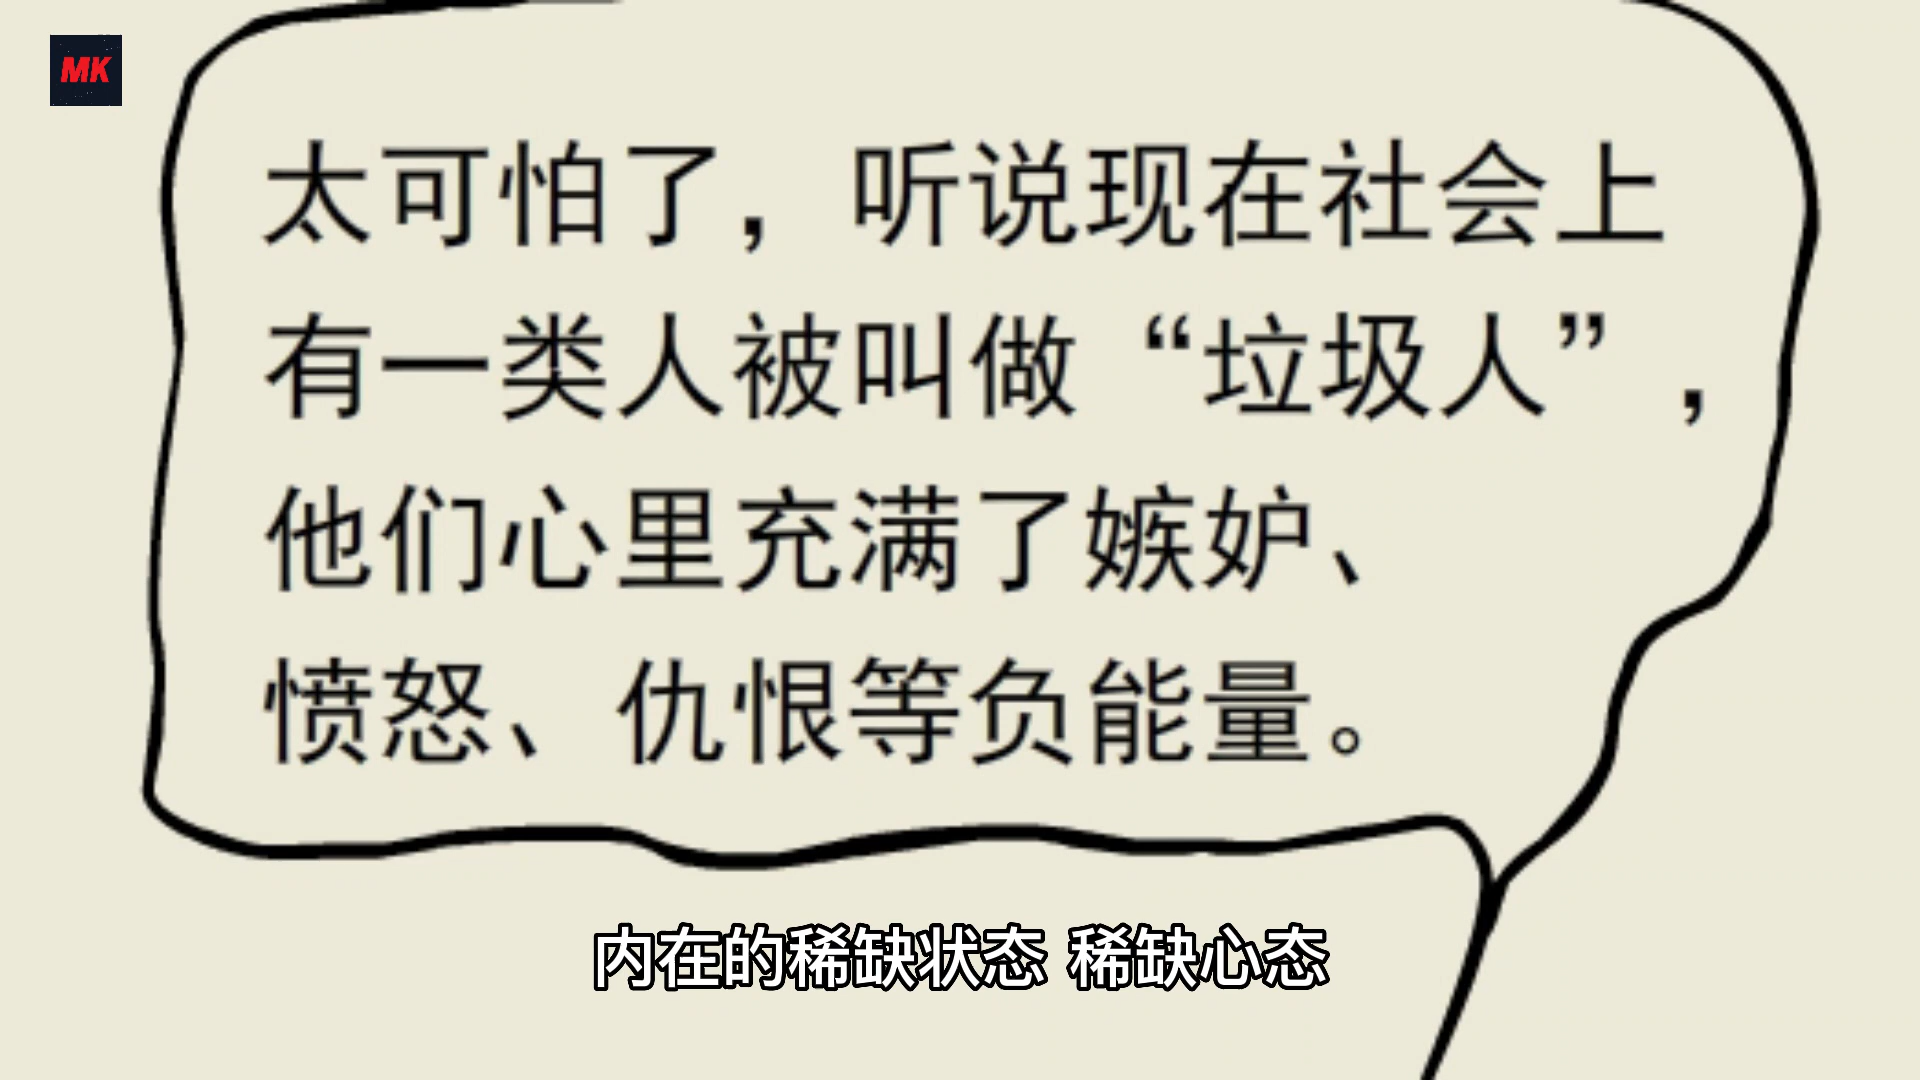 MK
太可怕了，听说现在社会上
有一类人被叫做“垃圾人”，
他们心里充满了嫉妒、
愤怒、仇恨等负能量。
内在的稀缺状态 稀缺心态